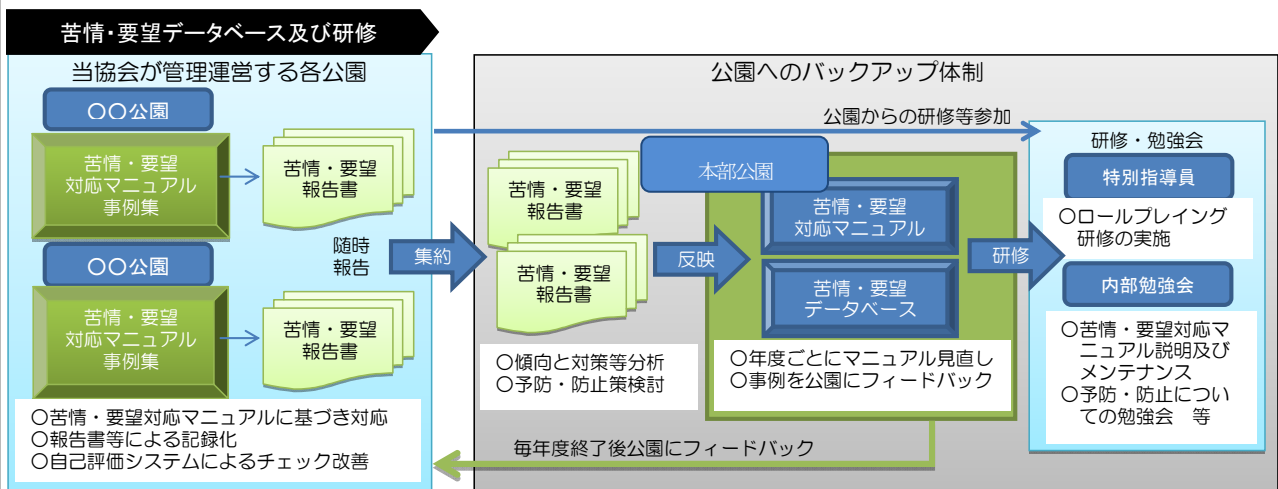 苦情・要望データベース及び研修
当協会が管理運営する各公園
〇〇公園
苦情・要望
対応マニュアル
事例集
苦情・要望
報告書
〇〇公園
苦情・要望
対応マニュアル
事例集
苦情・要望
報告書
随時
報告
〇苦情・要望対応マニュアルに基づき対応
〇報告書等による記録化
〇自己評価システムによるチェック改善
集約
公園へのバックアップ体制
公園からの研修等参加
苦情・要望
報告書
苦情・要望
報告書
〇傾向と対策等分析
〇予防・防止策検討
反映
本部公園
苦情・要望
対応マニュアル
苦情・要望
データベース
〇年度ごとにマニュアル見直し
〇事例を公園にフィードバック
研修
研修・勉強会
特別指導員
〇ロールプレイング
研修の実施
内部勉強会
〇苦情・要望対応マ
ニュアル説明及び
メンテナンス
〇予防・防止につい
ての勉強会　等
毎年度終了後公園にフィードバック